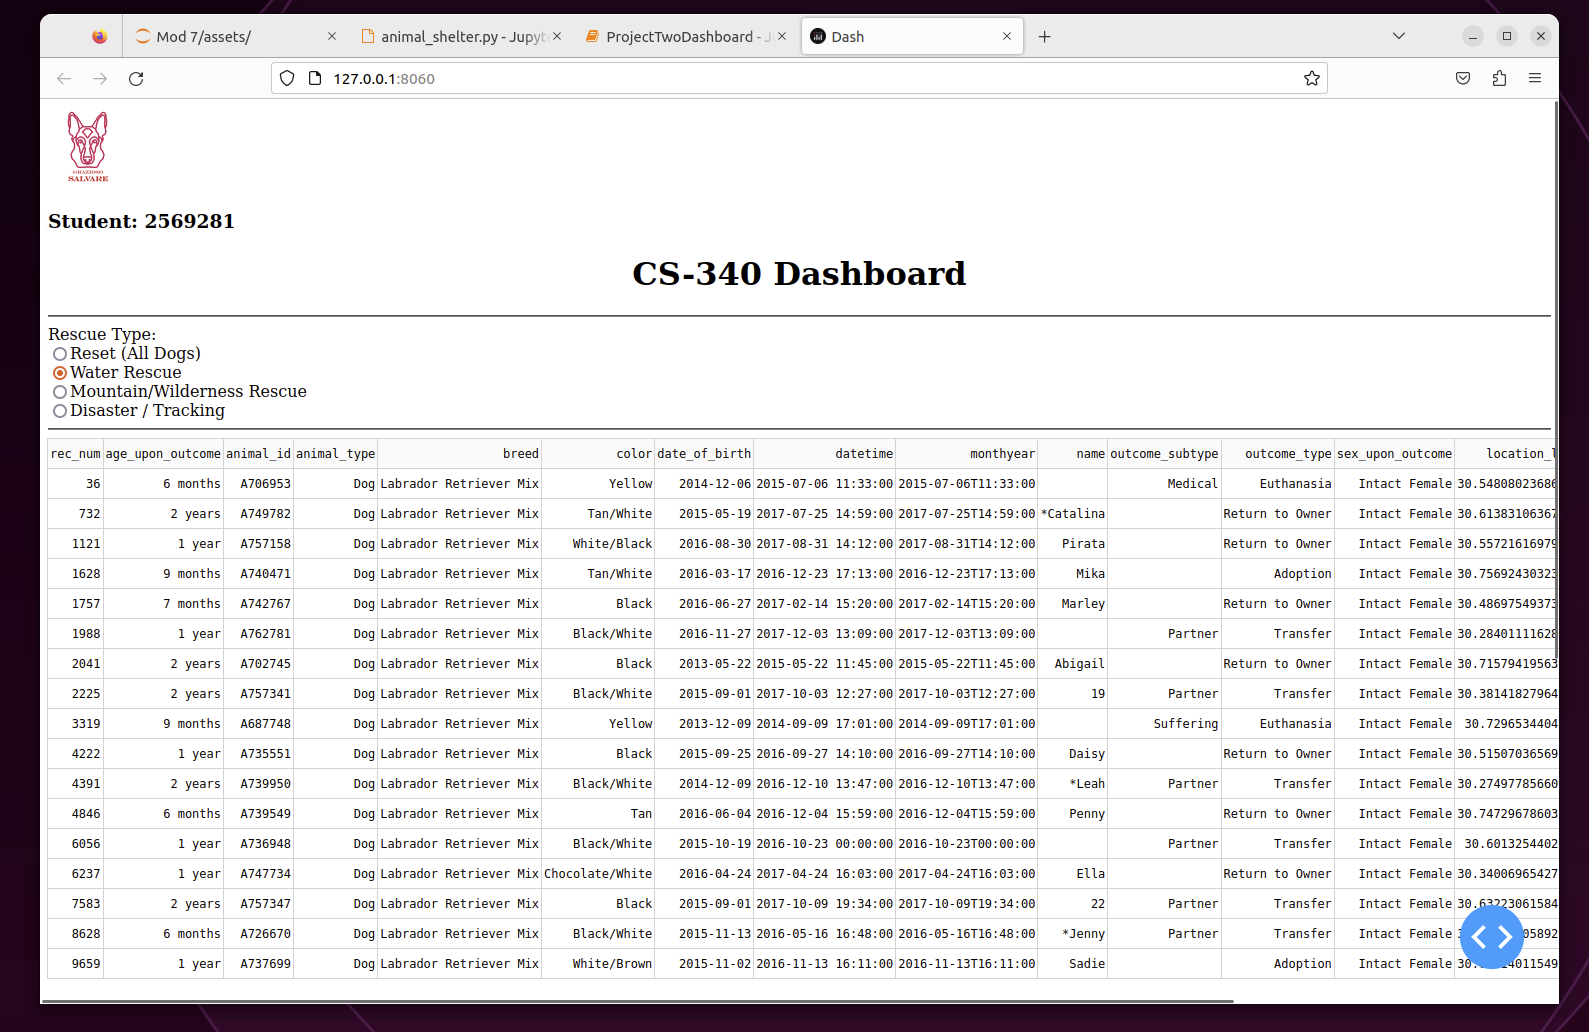 Mod 7/assets/
animal_shelter.py - Jupyte
ProjectTwoDashboard - J
Dash
127.0.0.1:8060
GRAZIOSO
SALVARE
Student: 2569281
CS-340 Dashboard
Rescue Type:
Reset (All Dogs)
Water Rescue
Mountain/Wilderness Rescue
Disaster / Tracking
rec_num age_upon_outcome animal_id animal_type breed color date_of_birth datetime monthyear name outcome_subtype outcome_type sex_upon_outcome location_l
36 6 months A706953 Dog Labrador Retriever Mix Yellow 2014-12-06 2015-07-06 11:33:00 2015-07-06T11:33:00 Medical Euthanasia Intact Female 30.54808023686
732 2 years A749782 Dog Labrador Retriever Mix Tan/White 2015-05-19 2017-07-25 14:59:00 2017-07-25T14:59:00 *Catalina Return to Owner Intact Female 30.61383106367
1121 1 year A757158 Dog Labrador Retriever Mix White/Black 2016-08-30 2017-08-31 14:12:00 2017-08-31T14:12:00 Pirata Return to Owner Intact Female 30.55721616979
1628 9 months A740471 Dog Labrador Retriever Mix Tan/White 2016-03-17 2016-12-23 17:13:00 2016-12-23T17:13:00 Mika Adoption Intact Female 30.75692430323
1757 7 months A742767 Dog Labrador Retriever Mix Black 2016-06-27 2017-02-14 15:20:00 2017-02-14T15:20:00 Marley Return to Owner Intact Female 30.48697549373
1988 1 year A762781 Dog Labrador Retriever Mix Black/White 2016-11-27 2017-12-03 13:09:00 2017-12-03T13:09:00 Partner Transfer Intact Female 30.28401111628
2041 2 years A702745 Dog Labrador Retriever Mix Black 2013-05-22 2015-05-22 11:45:00 2015-05-22T11:45:00 Abigail Return to Owner Intact Female 30.71579419563
2225 2 years A757341 Dog Labrador Retriever Mix Black/White 2015-09-01 2017-10-03 12:27:00 2017-10-03T12:27:00 19 Partner Transfer Intact Female 30.38141827964
3319 9 months A687748 Dog Labrador Retriever Mix Yellow 2013-12-09 2014-09-09 17:01:00 2014-09-09T17:01:00 Suffering Euthanasia Intact Female 30.7296534404
4222 1 year A735551 Dog Labrador Retriever Mix Black 2015-09-25 2016-09-27 14:10:00 2016-09-27T14:10:00 Daisy Return to Owner Intact Female 30.51507036569
4391 2 years A739950 Dog Labrador Retriever Mix Black/White 2014-12-09 2016-12-10 13:47:00 2016-12-10T13:47:00 *Leah Partner Transfer Intact Female 30.27497785660
4846 6 months A739549 Dog Labrador Retriever Mix Tan 2016-06-04 2016-12-04 15:59:00 2016-12-04T15:59:00 Penny Return to Owner Intact Female 30.74729678603
6056 1 year A736948 Dog Labrador Retriever Mix Black/White 2015-10-19 2016-10-23 00:00:00 2016-10-23T00:00:00 Partner Transfer Intact Female 30.6013254402
6237 1 year A747734 Dog Labrador Retriever Mix Chocolate/White 2016-04-24 2017-04-24 16:03:00 2017-04-24T16:03:00 Ella Return to Owner Intact Female 30.34006965427
7583 2 years A757347 Dog Labrador Retriever Mix Black 2015-09-01 2017-10-09 19:34:00 2017-10-09T19:34:00 22 Partner Transfer Intact Female 30.63223061584
8628 6 months A726670 Dog Labrador Retriever Mix Black/White 2015-11-13 2016-05-16 16:48:00 2016-05-16T16:48:00 *Jenny Partner Transfer Intact Female
9659 1 year A737699 Dog Labrador Retriever Mix White/Brown 2015-11-02 2016-11-13 16:11:00 2016-11-13T16:11:00 Sadie Adoption Intact Female